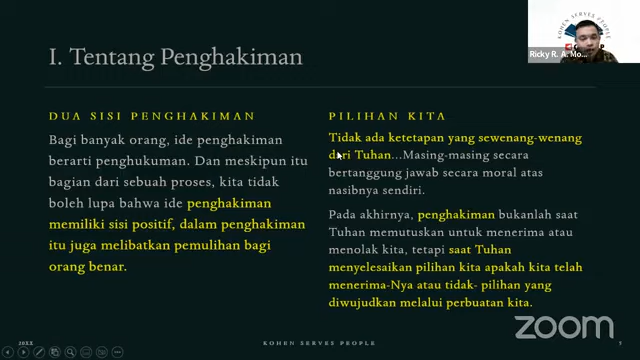 I. Tentang Penghakiman
KOHEN SERVES PEOPLE
Ricky R. A. Mo...
DUA SISI PENGHAKIMAN
Bagi banyak orang, ide penghakiman
berarti penghukuman. Dan meskipun itu
bagian dari sebuah proses, kita tidak
boleh lupa bahwa ide penghakiman
memiliki sisi positif, dalam penghakiman
itu juga melibatkan pemulihan bagi
orang benar.
PILIHAN KITA
Tidak ada ketetapan yang sewenang-wenang
dari Tuhan...Masing-masing secara
bertanggung jawab secara moral atas
nasibnya sendiri.
Pada akhirnya, penghakiman bukanlah saat
Tuhan memutuskan untuk menerima atau
menolak kita, tetapi saat Tuhan
menyelesaikan pilihan kita apakah kita telah
menerima-Nya atau tidak- pilihan yang
diwujudkan melalui perbuatan kita.
zoom
20XX
KOHEN SERVES PEOPLE